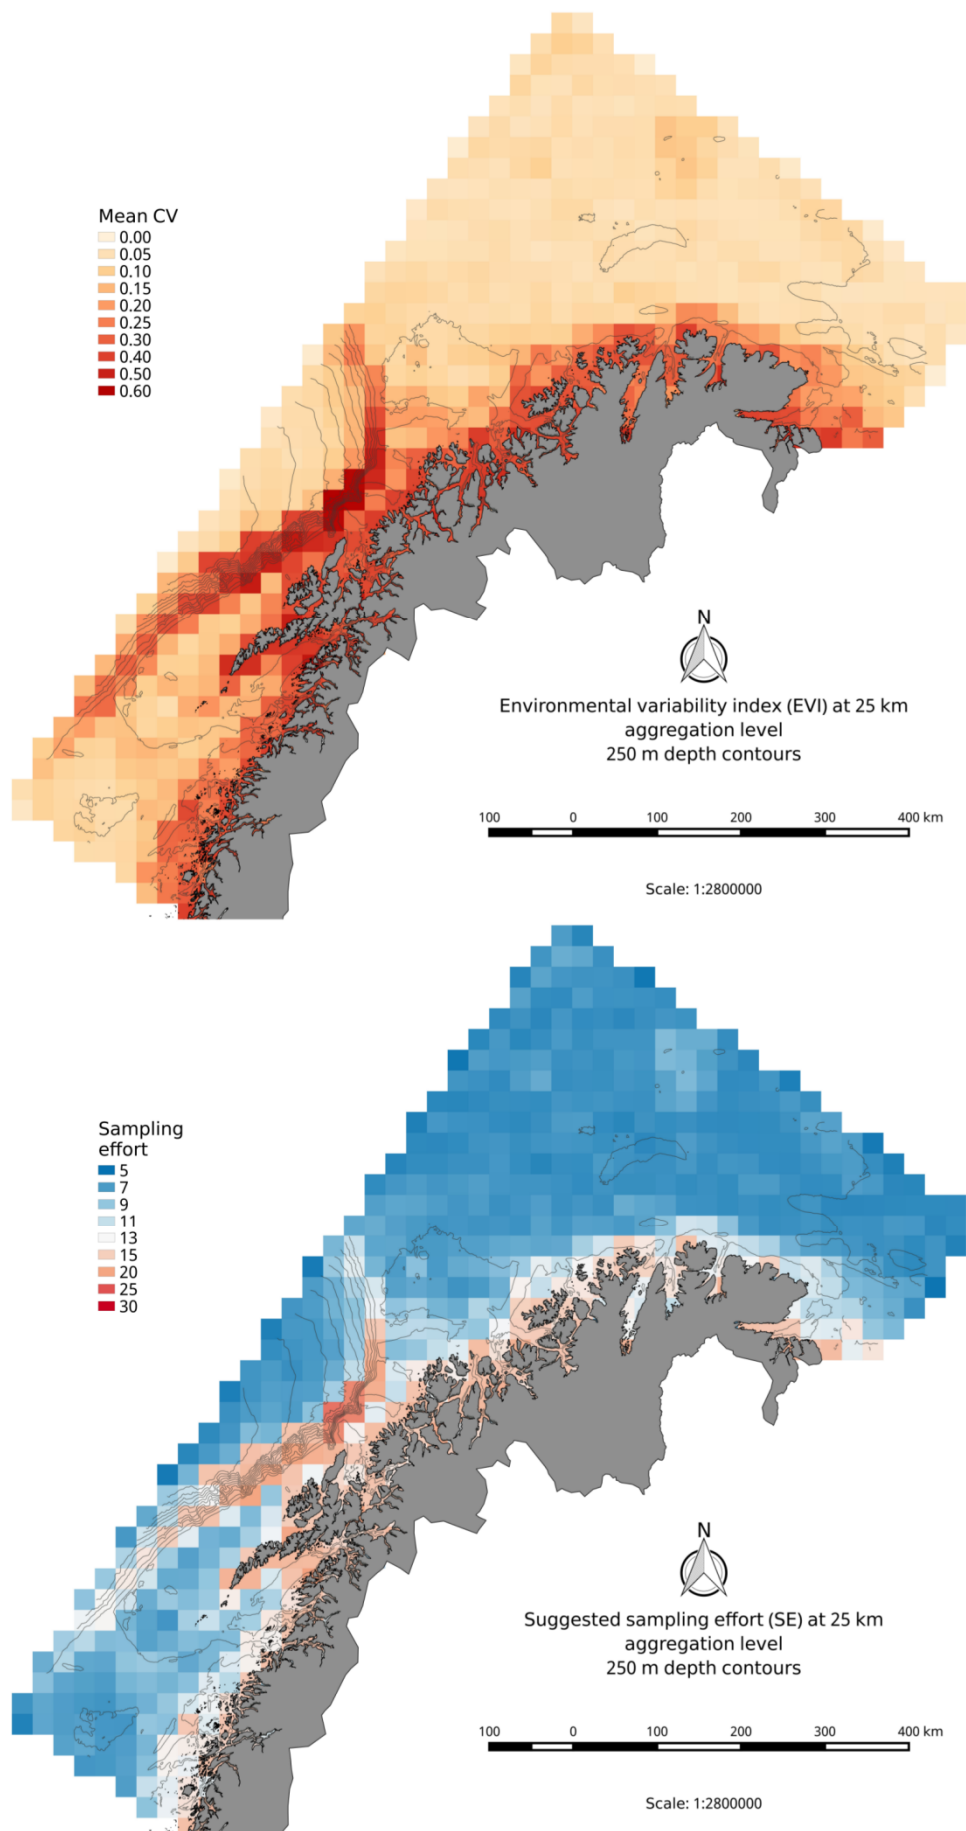 Mean CV
0.00
0.05
0.10
0.15
0.20
0.25
0.30
0.40
0.50
0.60
N
Environmental variability index (EVI) at 25 km
aggregation level
250 m depth contours
100 0 100 200 300 400 km
Scale: 1:2800000
Sampling
effort
5
7
9
11
13
15
20
25
30
N
Suggested sampling effort (SE) at 25 km
aggregation level
250 m depth contours
100 0 100 200 300 400 km
Scale: 1:2800000